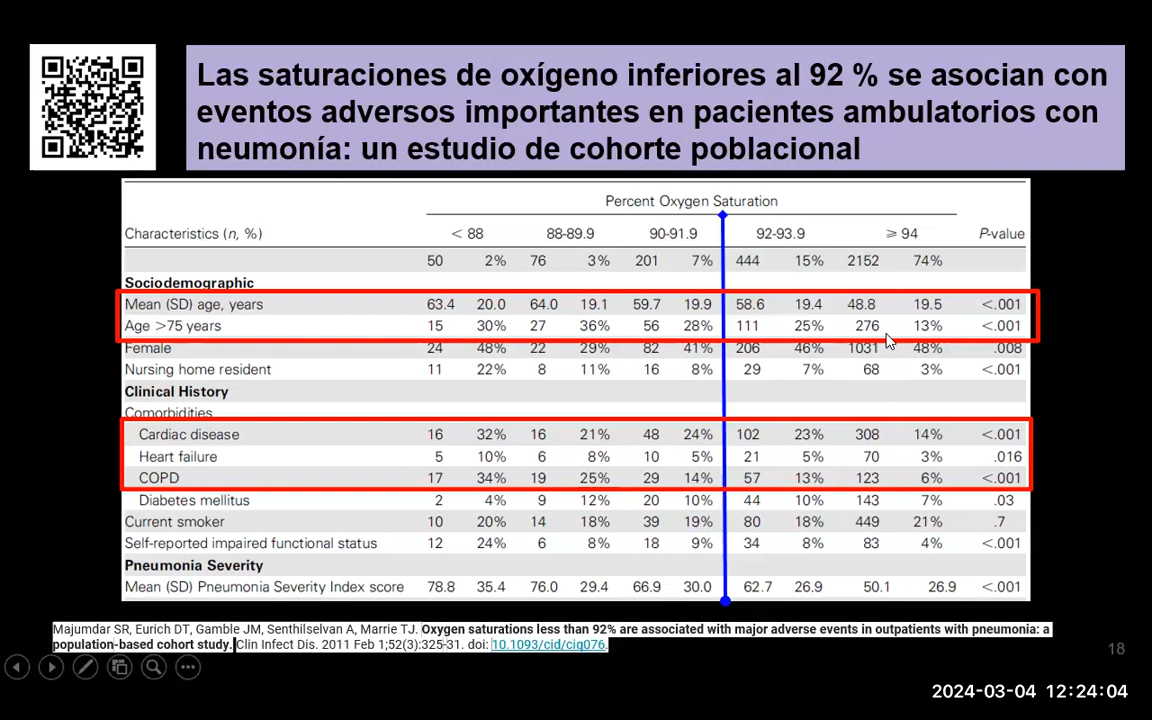 Las saturaciones de oxígeno inferiores al 92 % se asocian con
eventos adversos importantes en pacientes ambulatorios con
neumonía: un estudio de cohorte poblacional
Percent Oxygen Saturation
Characteristics (n, %) < 88 88-89.9 90-91.9 92-93.9 ⩾ 94 P-value
50 2% 76 3% 201 7% 444 15% 2152 74%
Sociodemographic
Mean (SD) age, years 63.4 20.0 64.0 19.1 59.7 19.9 58.6 19.4 48.8 19.5 <.001
Age >75 years 15 30% 27 36% 56 28% 111 25% 276 13% <.001
Female 24 48% 22 29% 82 41% 206 46% 1031 48% .008
Nursing home resident 11 22% 8 11% 16 8% 29 7% 68 3% <.001
Clinical History
Comorbidities
Cardiac disease 16 32% 16 21% 48 24% 102 23% 308 14% <.001
Heart failure 5 10% 6 8% 10 5% 21 5% 70 3% .016
COPD 17 34% 19 25% 29 14% 57 13% 123 6% <.001
Diabetes mellitus 2 4% 9 12% 20 10% 44 10% 143 7% .03
Current smoker 10 20% 14 18% 39 19% 80 18% 449 21% .7
Self-reported impaired functional status 12 24% 6 8% 18 9% 34 8% 83 4% <.001
Pneumonia Severity
Mean (SD) Pneumonia Severity Index score 78.8 35.4 76.0 29.4 66.9 30.0 62.7 26.9 50.1 26.9 <.001
Majumdar SR, Eurich DT, Gamble JM, Senthilselvan A, Marrie TJ. Oxygen saturations less than 92% are associated with major adverse events in outpatients with pneumonia: a
population-based cohort study. Clin Infect Dis. 2011 Feb 1;52(3):325-31. doi: 10.1093/cid/ciq076.
18
2024-03-04 12:24:04